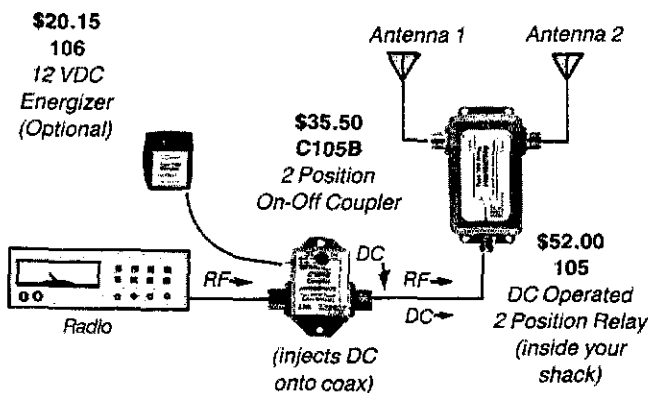 $20.15
106
12 VDC
Energizer
(Optional)
Antenna 1
Antenna 2
$35.50
C105B
2 Position
On-Off Coupler
DC
RF
RF
DC
Radio
(injects DC
onto coax)
$52.00
105
DC Operated
2 Position Relay
(inside your
shack)